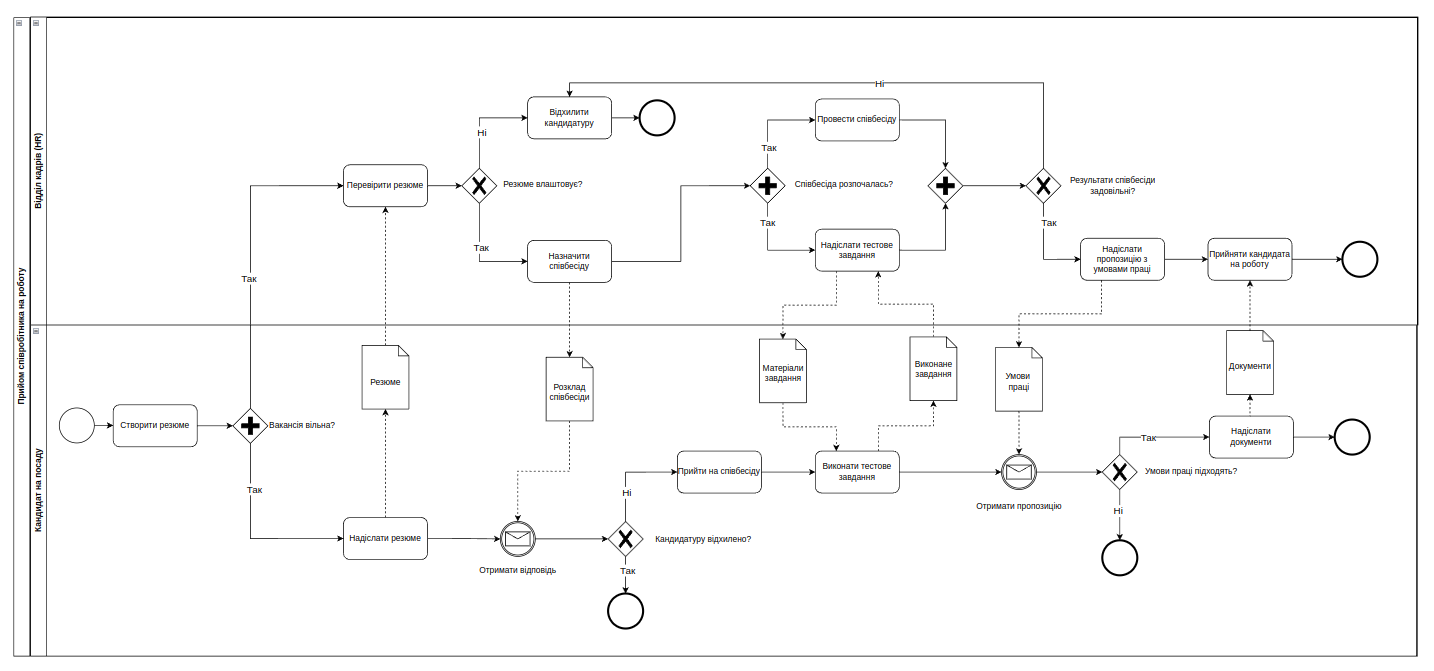 Прийом співробітника на роботу
Відділ кадрів (HR)
Ні
Відхилити
кандидатуру
Провести співбесіду
Ні
Так
Перевірити резюме
Резюме влаштовує?
Співбесіда розпочалась?
Результати співбесіди
задовільні?
Так
Назначити
співбесіду
Так
Надіслати тестове
завдання
Так
Надіслати
пропозицію з
умовами праці
Прийняти кандидата
на роботу
Так
Кандидат на посаду
Резюме
Розклад
співбесіди
Матеріали
завдання
Виконане
завдання
Умови
праці
Документи
Створити резюме
Вакансія вільна?
Так
Надіслати резюме
Отримати відповідь
Ні
Кандидатуру відхилено?
Так
Прийти на співбесіду
Виконати тестове
завдання
Отримати пропозицію
Так
Умови праці підходять?
Ні
Надіслати
документи